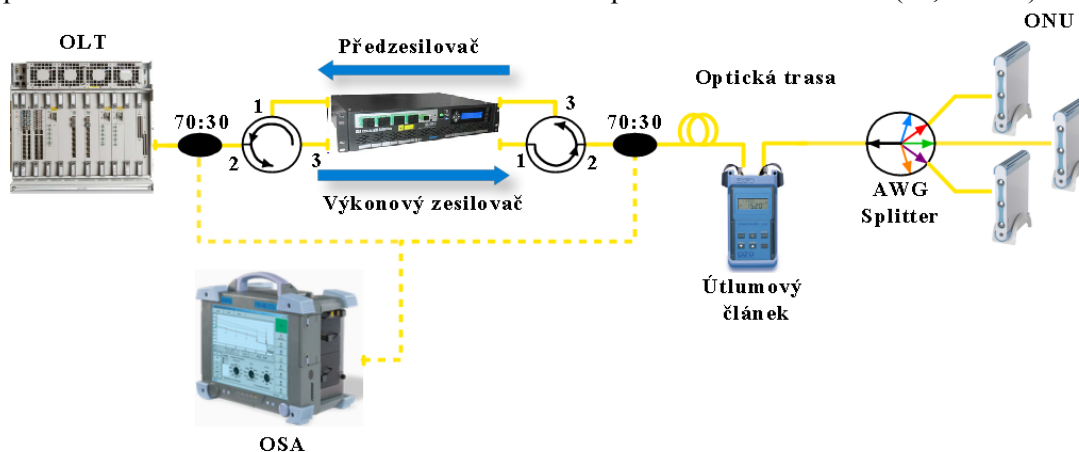 ONU
OLT
Předzesilovač
Optická trasa
70:30
1
2
3
3
1
2
70:30
Výkonový zesilovač
AWG
Splitter
Útlumový
článek
OSA